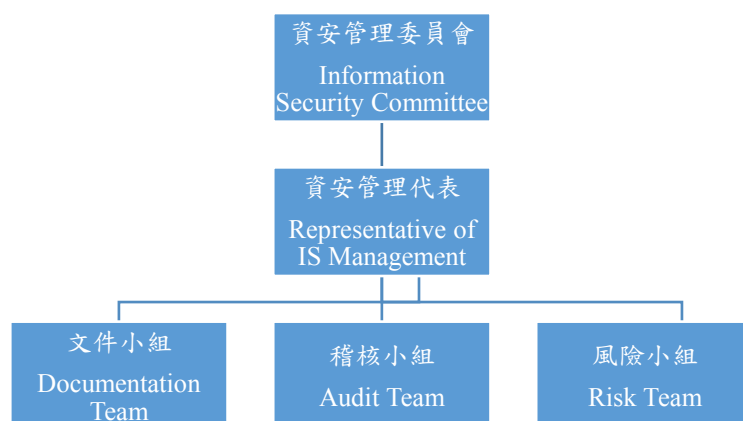 資安管理委員會
Information
Security Committee
資安管理代表
Representative of
IS Management
文件小組
Documentation
Team
稽核小組
Audit Team
風險小組
Risk Team